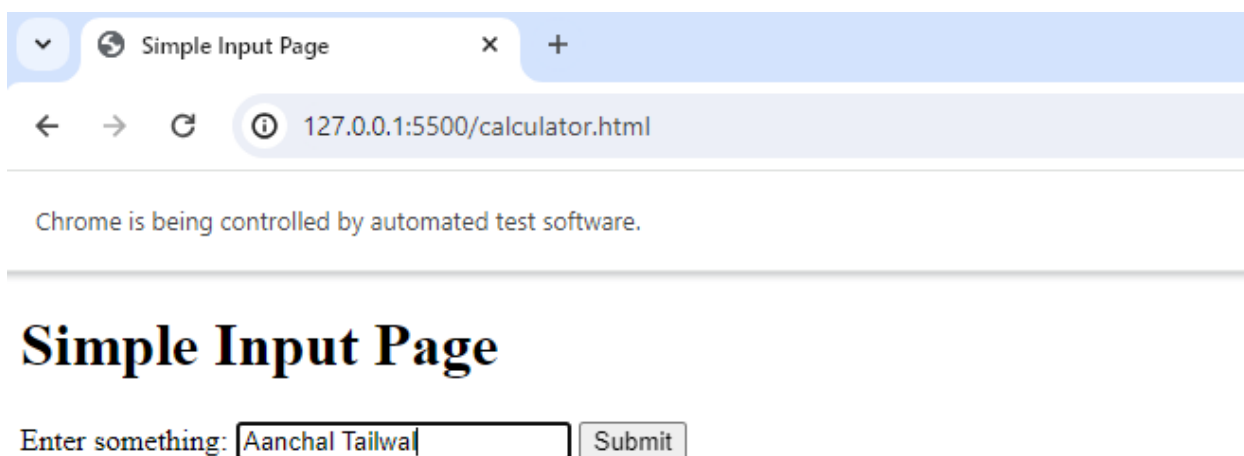 Simple Input Page
127.0.0.1:5500/calculator.html
Chrome is being controlled by automated test software.
Simple Input Page
Enter something: Aanchal Tailwal Submit